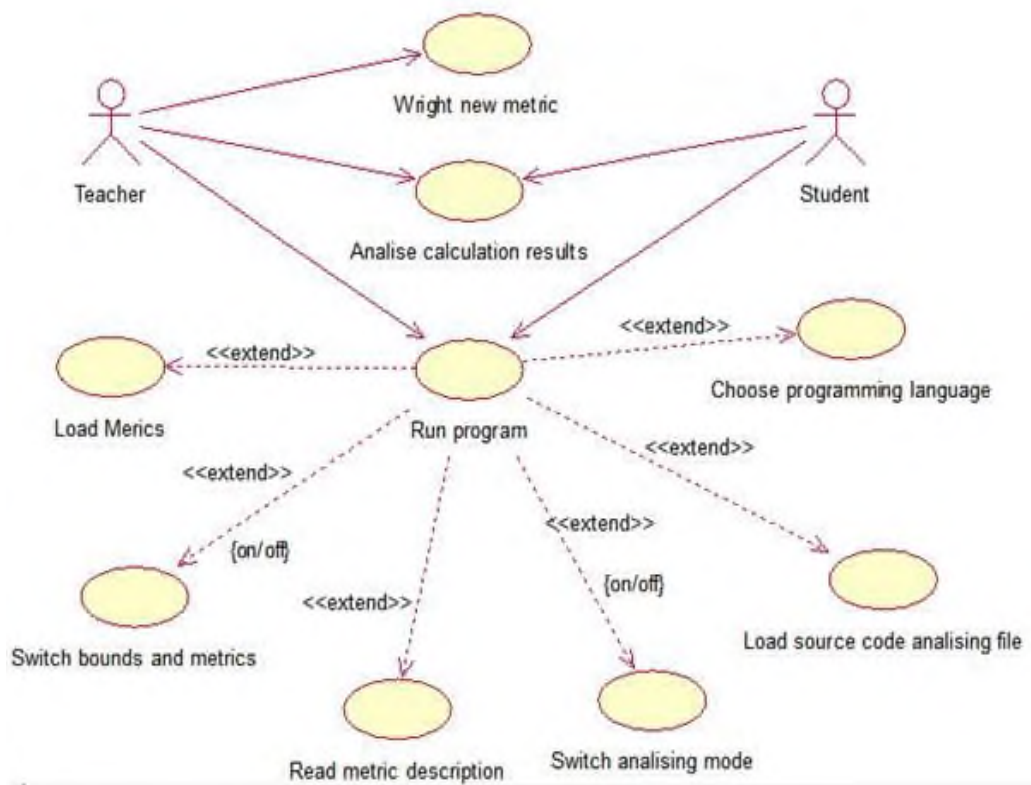 Wright new metric
Teacher
Student
Analise calculation results
<<extend>>
<<extend>>
Choose programming language
Load Merics
Run program
<<extend>>
<<extend>>
<<extend>>
{on/off}
{on/off}
<<extend>>
Load source code analising file
Switch bounds and metrics
Switch analising mode
Read metric description